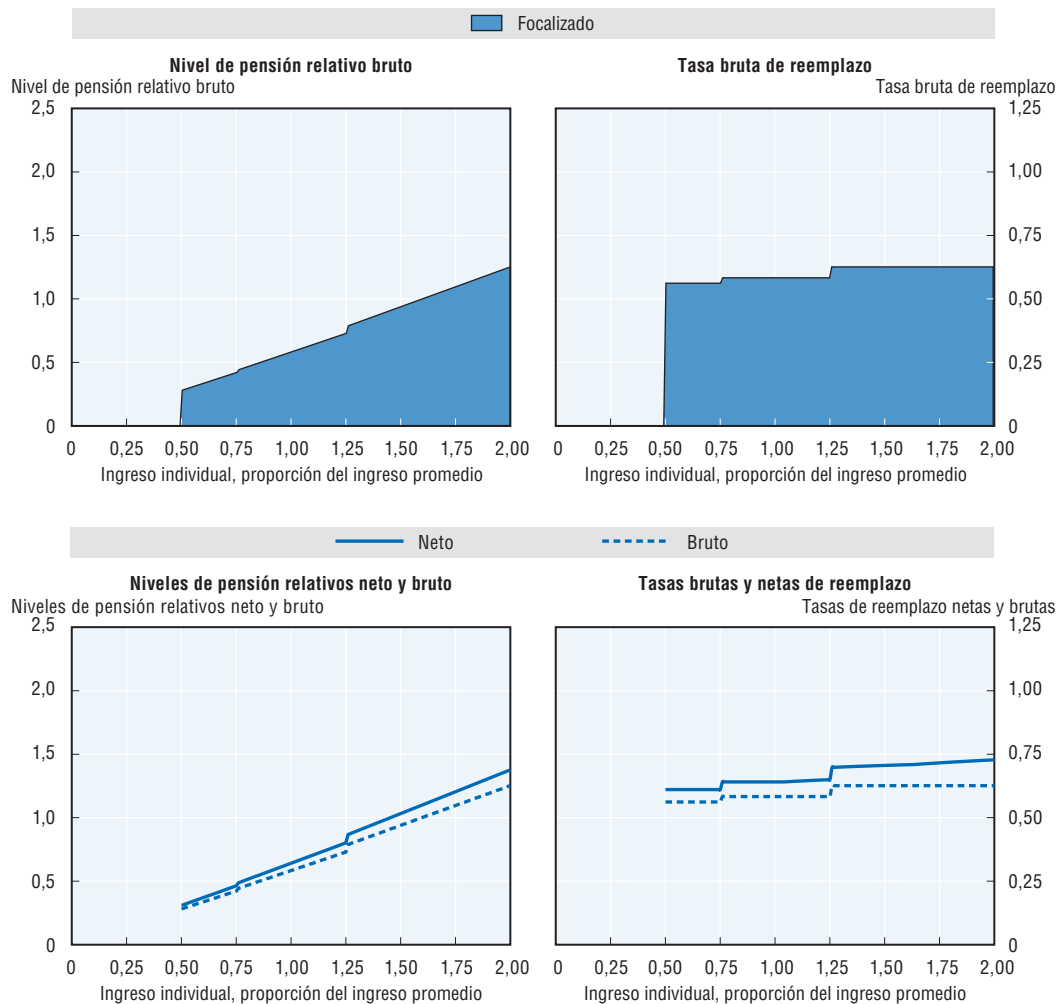 Focalizado
Nivel de pensión relativo bruto
Nivel de pensión relativo bruto
2,5
2,0
1,5
1,0
0,5
0
0 0,25 0,50 0,75 1,00 1,25 1,50 1,75 2,00
Ingreso individual, proporción del ingreso promedio
Tasa bruta de reemplazo
Tasa bruta de reemplazo
1,25
1,00
0,75
0,50
0,25
0
0 0,25 0,50 0,75 1,00 1,25 1,50 1,75 2,00
Ingreso individual, proporción del ingreso promedio
Neto Bruto
Niveles de pensión relativos neto y bruto
Niveles de pensión relativos neto y bruto
2,5
2,0
1,5
1,0
0,5
0
0 0,25 0,50 0,75 1,00 1,25 1,50 1,75 2,00
Ingreso individual, proporción del ingreso promedio
Tasas brutas y netas de reemplazo
Tasas de reemplazo netas y brutas
1,25
1,00
0,75
0,50
0,25
0
0 0,25 0,50 0,75 1,00 1,25 1,50 1,75 2,00
Ingreso individual, proporción del ingreso promedio